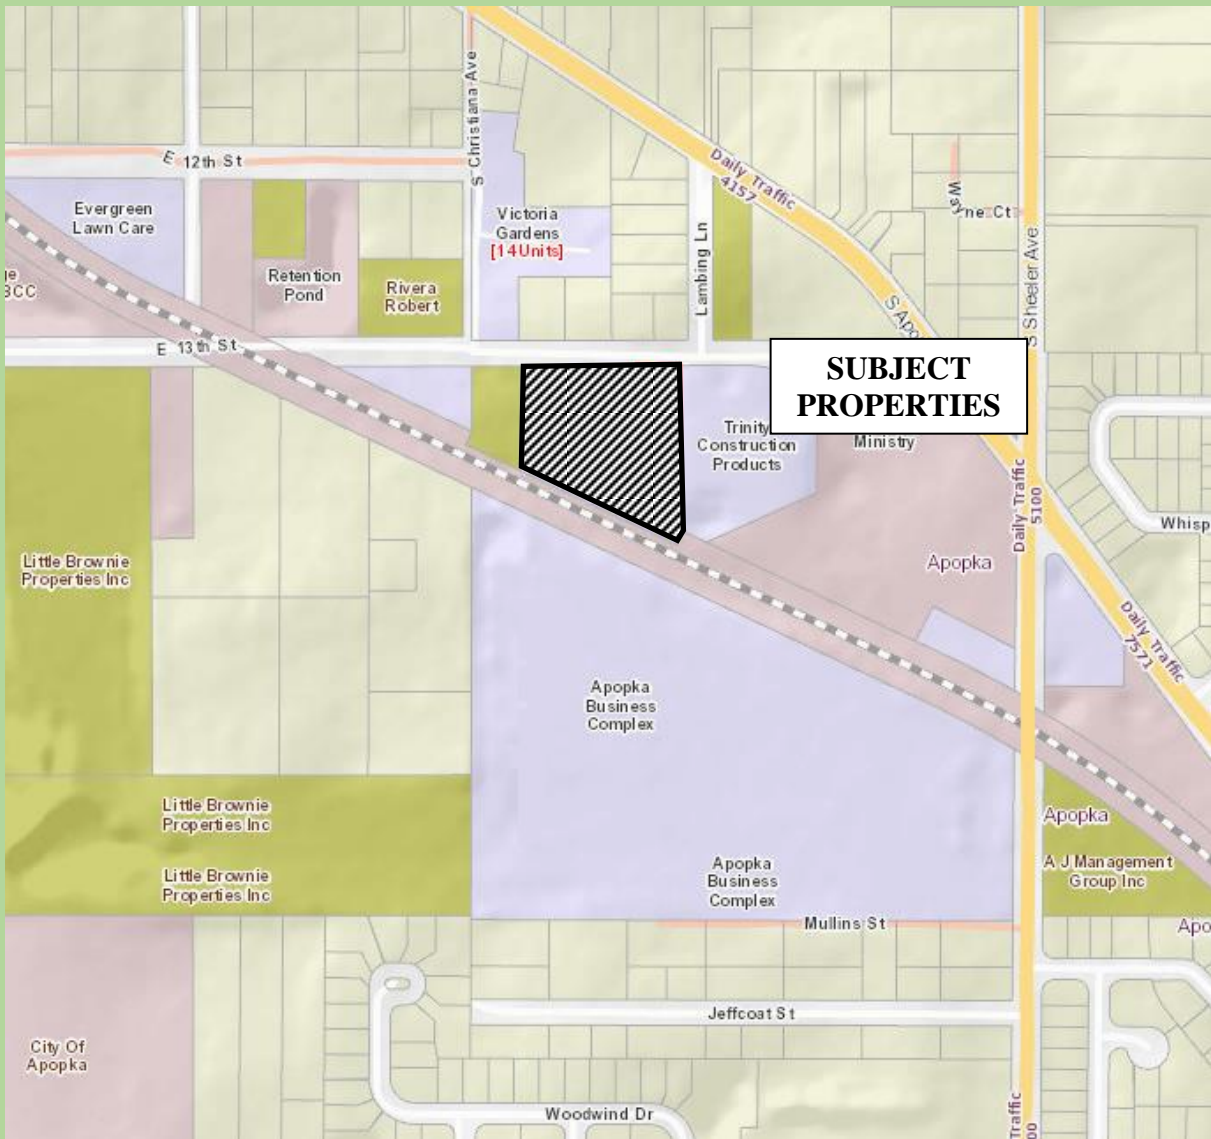 S Christiana Ave
E 12th St
Daily Traffic
4157
Wayne Ct
Evergreen
Lawn Care
Victoria
Gardens
[14 Units]
Lambing Ln
S Sheeler Ave
Retention
Pond
Rivera
Robert
S Apo
E 13th St
SUBJECT
PROPERTIES
Trinity
Construction
Products
Ministry
Daily Traffic
5100
Whisp
Little Brownie
Properties Inc
Apopka
Daily Traffic
7571
Apopka
Business
Complex
Little Brownie
Properties Inc
Apopka
A J Management
Group Inc
Little Brownie
Properties Inc
Apopka
Business
Complex
Mullins St
Apo
Jeffcoat St
City Of
Apopka
Woodwind Dr
Traffic
00